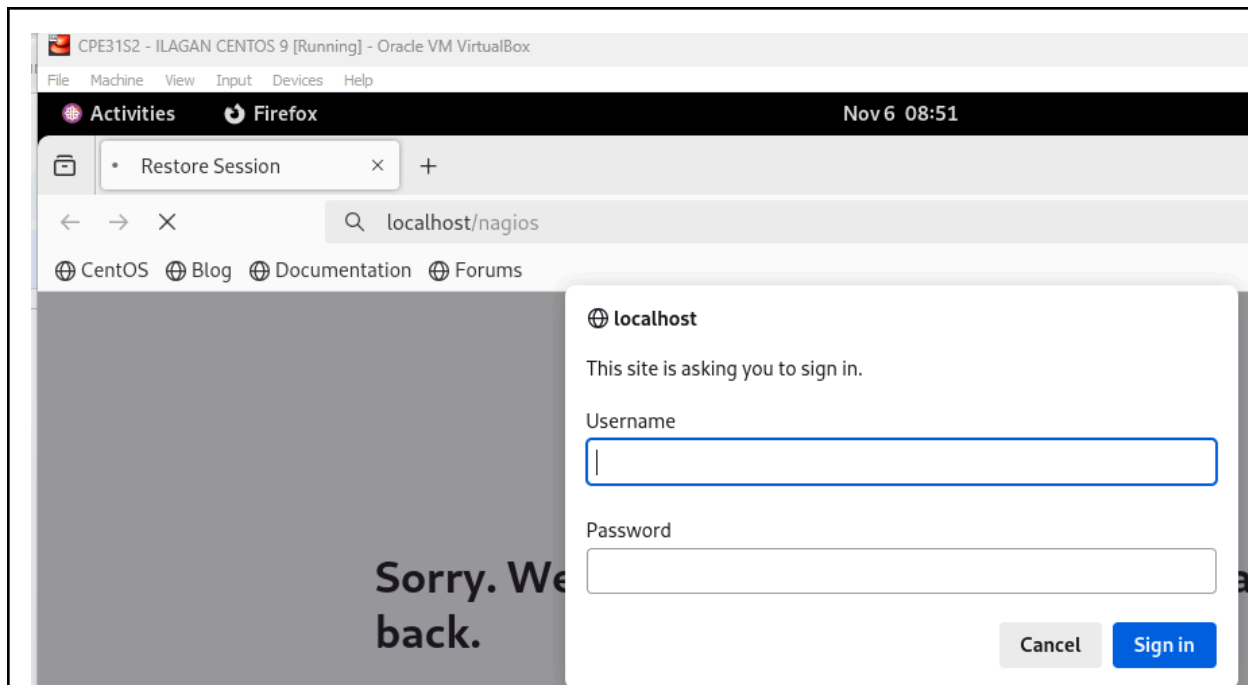 CPE31S2 - ILAGAN CENTOS 9 [Running] - Oracle VM VirtualBox
File Machine View Input Devices Help
Activities Firefox Nov 6 08:51
Restore Session
localhost/nagios
CentOS Blog Documentation Forums
localhost
This site is asking you to sign in.
Username
Password
Sorry. We
back.
Cancel Sign in